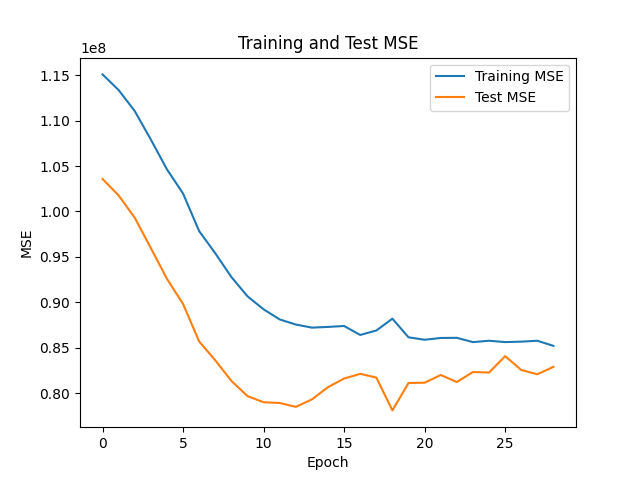 Training and Test MSE
1e8
Training MSE
Test MSE
1.15
1.10
1.05
1.00
0.95
0.90
0.85
0.80
MSE
0 5 10 15 20 25
Epoch